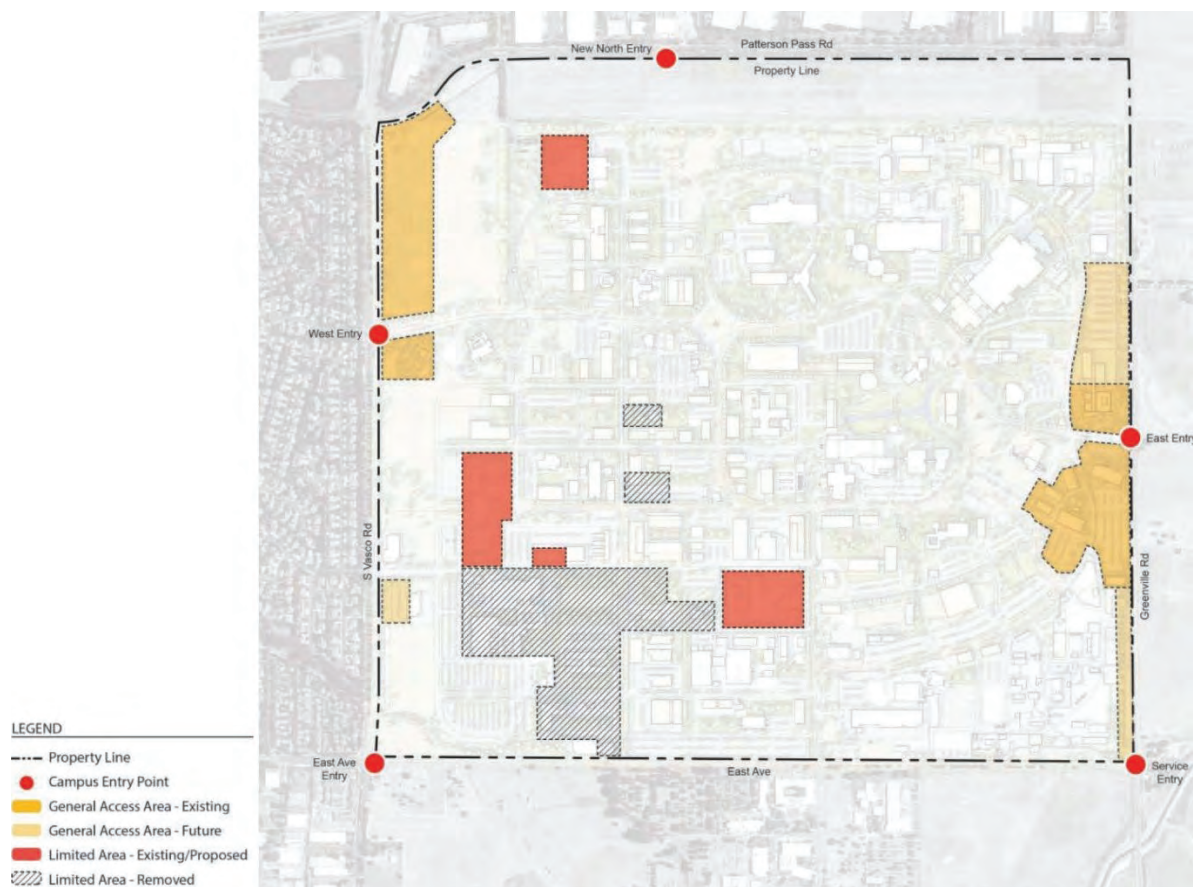 New North Entry
Patterson Pass Rd
Property Line
West Entry
East Entry
S Vasco Rd
Greenville Rd
East Ave
Entry
East Ave
Service
Entry
LEGEND
Property Line
Campus Entry Point
General Access Area - Existing
General Access Area - Future
Limited Area - Existing/Proposed
Limited Area - Removed